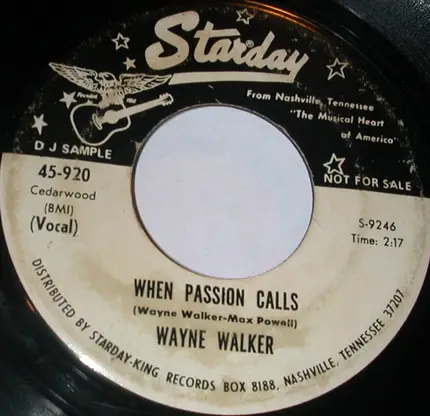 Starday
From Nashville, Tennessee
"The Musical Heart
of America"
D J SAMPLE
NOT FOR SALE
45-920
Cedarwood
(BMI)
(Vocal)
S-9246
Time: 2:17
WHEN PASSION CALLS
(Wayne Walker-Max Powell)
WAYNE WALKER
DISTRIBUTED BY STARDAY-KING RECORDS BOX 8188, NASHVILLE, TENNESSEE 37207